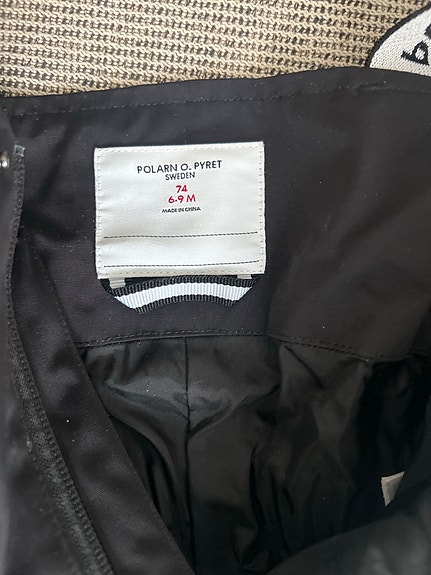 POLARN O. PYRET
SWEDEN
74
6-9 M
MADE IN CHINA